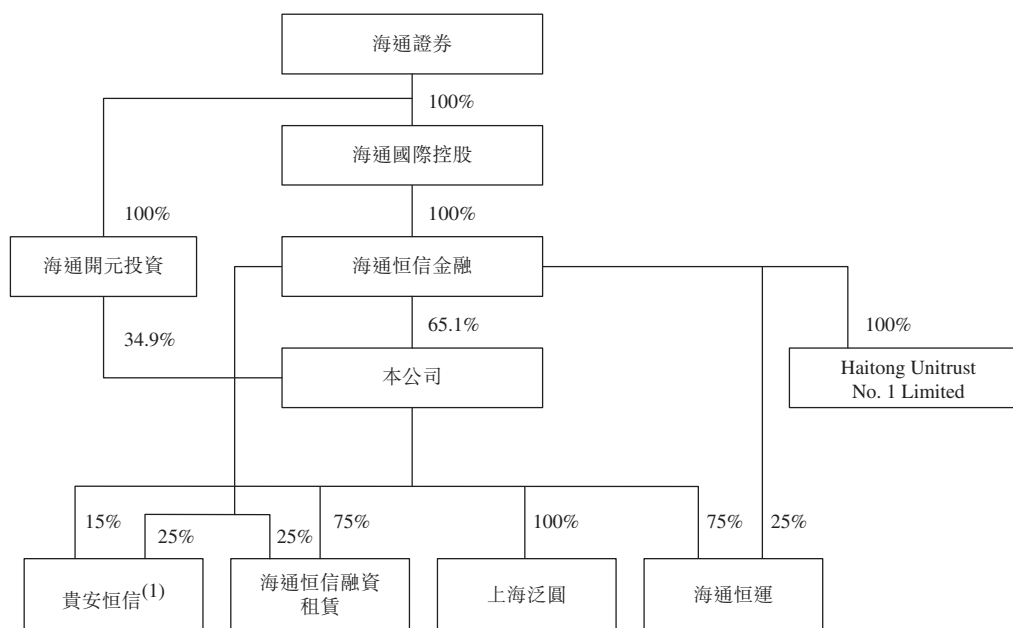 海通證券
100%
海通國際控股
100%
100%
海通開元投資
海通恒信金融
34.9%
65.1%
100%
本公司
Haitong Unitrust
No. 1 Limited
15%
25%
25%
75%
100%
75%
25%
貴安恒信(1)
海通恒信融資
租賃
上海泛圓
海通恒運